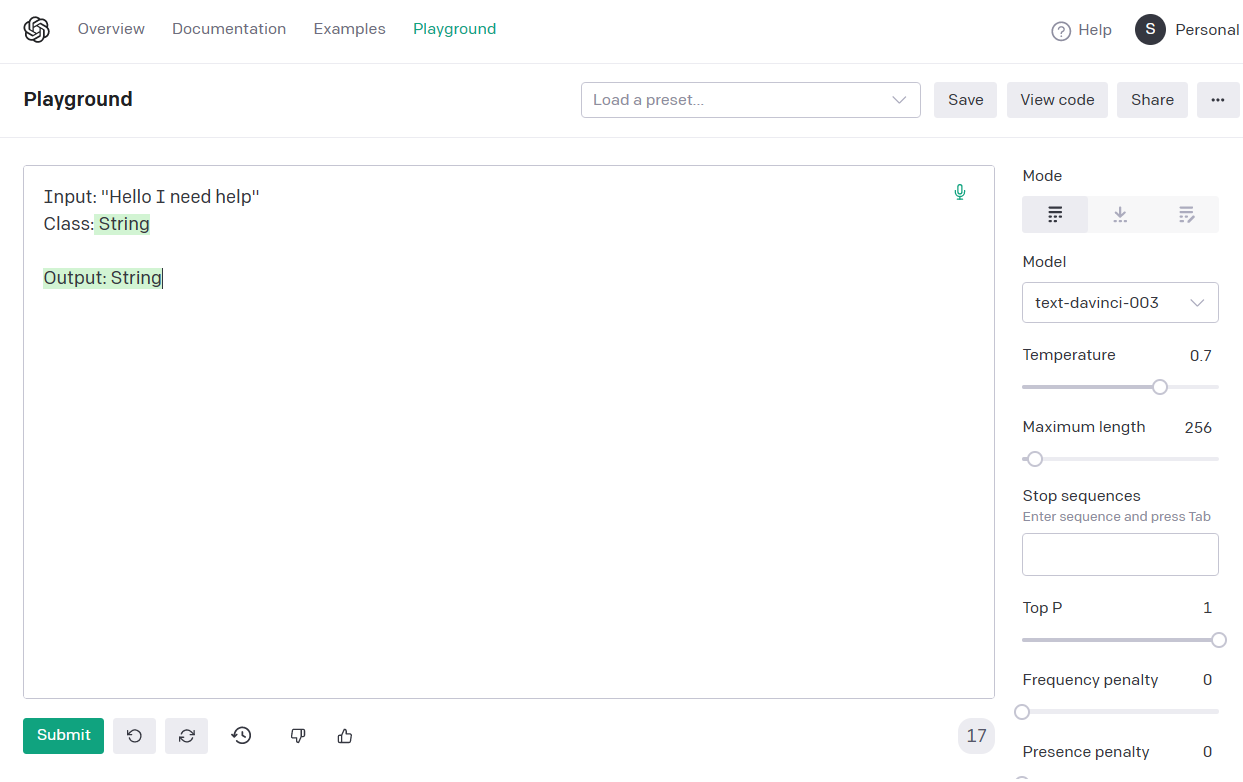 Overview Documentation Examples Playground Help S Personal
Playground Load a preset... Save View code Share ...
Input: "Hello I need help"
Class: String
Output: String
Mode
Model
text-davinci-003
Temperature 0.7
Maximum length 256
Stop sequences
Enter sequence and press Tab
Top P 1
Frequency penalty 0
Presence penalty 0
Submit 17